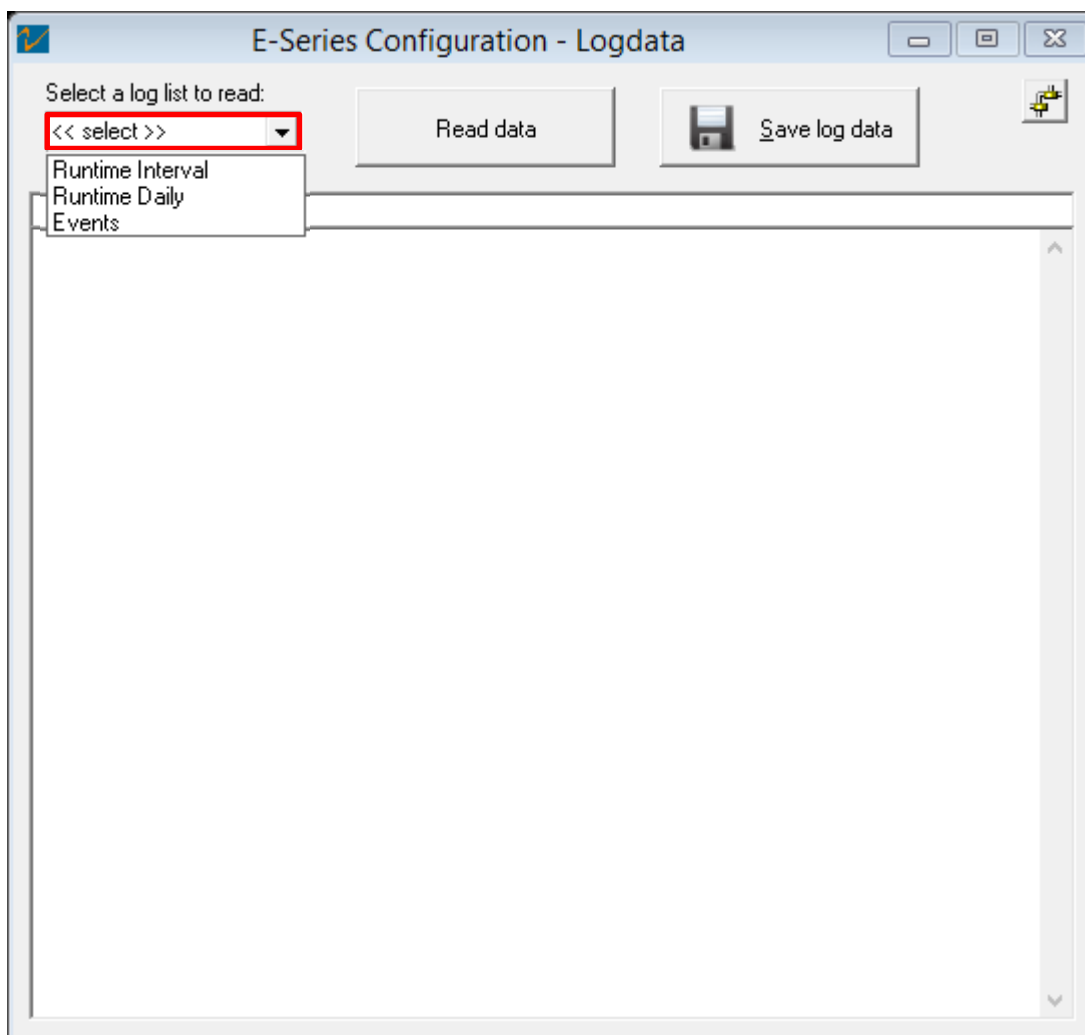 E-Series Configuration - Logdata
Select a log list to read:
<< select >>
Read data
Save log data
Runtime Interval
Runtime Daily
Events